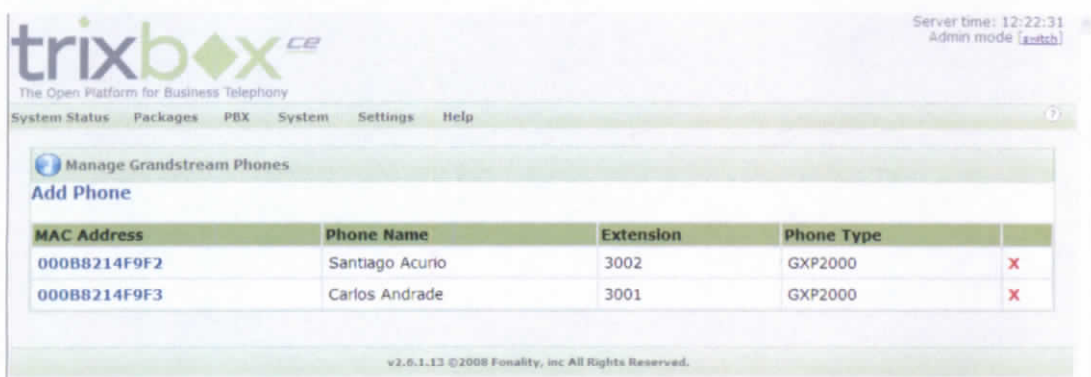 Server time: 12:22:31
Admin mode [switch]
trixbox ce
The Open Platform for Business Telephony
System Status Packages PBX System Settings Help ?
Manage Grandstream Phones
Add Phone
MAC Address Phone Name Extension Phone Type
000B8214F9F2 Santiago Acurio 3002 GXP2000 X
000B8214F9F3 Carlos Andrade 3001 GXP2000 X
v2.6.1.13 ©2008 Fonality, inc All Rights Reserved.